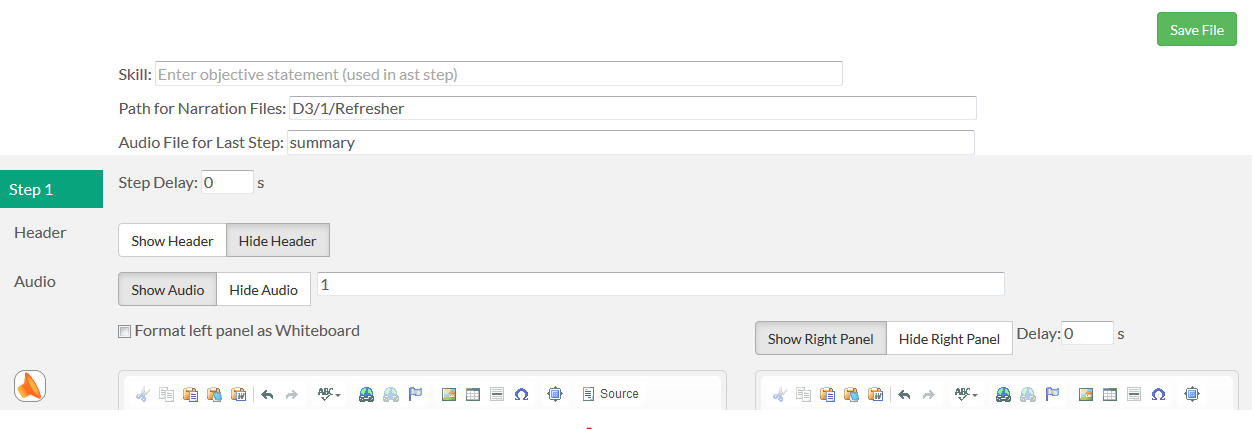 Save File
Skill: Enter objective statement (used in ast step)
Path for Narration Files: D3/1/Refresher
Audio File for Last Step: summary
Step 1
Step Delay: 0 s
Header
Show Header Hide Header
Audio
Show Audio Hide Audio 1
Format left panel as Whiteboard
Show Right Panel Hide Right Panel Delay: 0 s
ABC Source
ABC